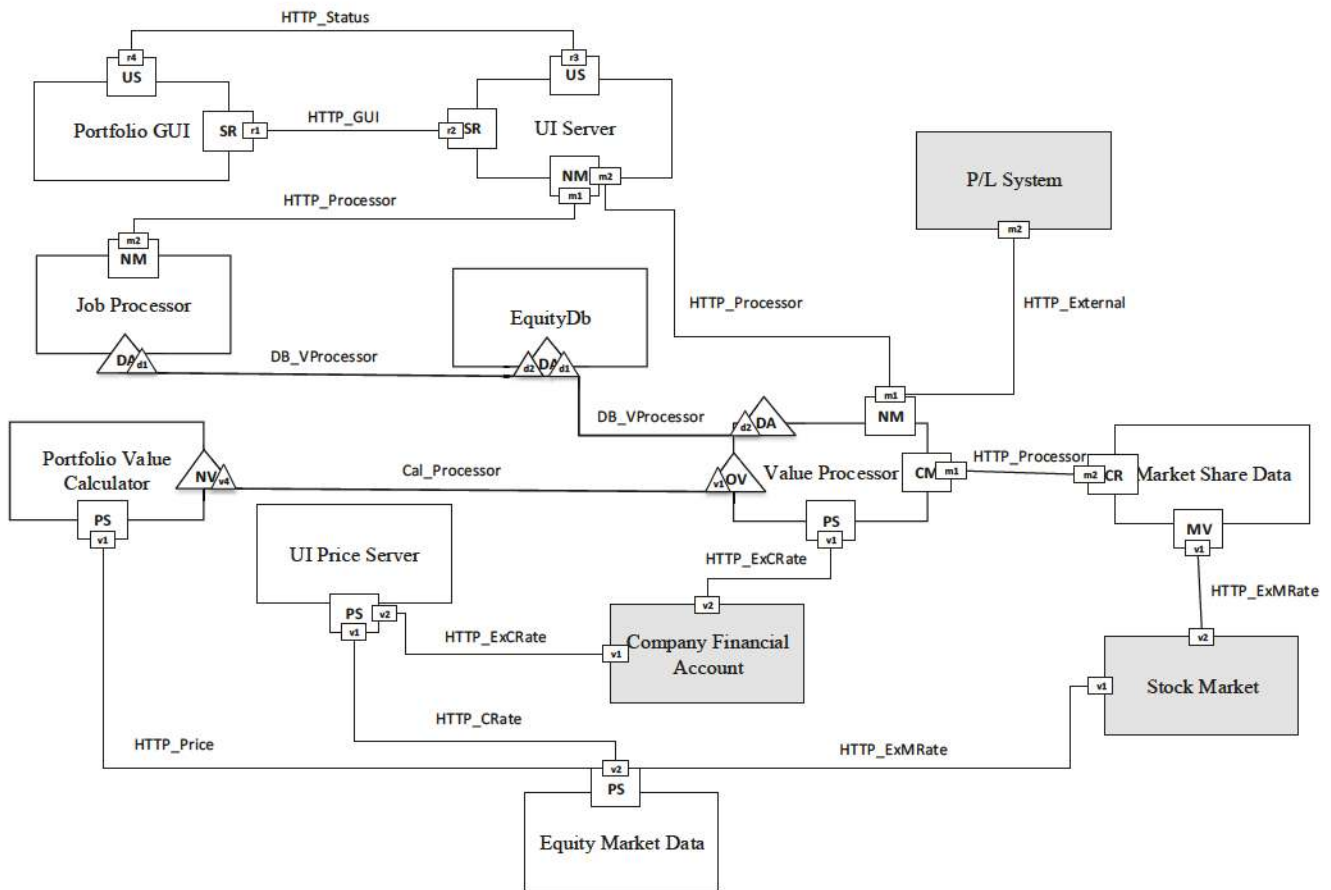 HTTP_Status
r4
r3
US
US
Portfolio GUI
SR
r1
HTTP_GUI
r2
SR
UI Server
NM
m2
m1
HTTP_Processor
P/L System
m2
m2
NM
Job Processor
DA
d1
DB_VProcessor
EquityDb
d2
DA
d1
HTTP_Processor
HTTP_External
m1
NM
DB_VProcessor
d2
DA
Portfolio Value
Calculator
NV
v4
PS
v1
Cal_Processor
v1
OV
Value Processor
CM
m1
HTTP_Processor
m2
CR
Market Share Data
PS
v1
MV
v1
UI Price Server
PS
v2
v1
HTTP_ExCRate
v2
HTTP_ExCRate
v1
Company Financial
Account
HTTP_ExMRate
v2
v1
Stock Market
HTTP_CRate
HTTP_Price
HTTP_ExMRate
v2
PS
Equity Market Data